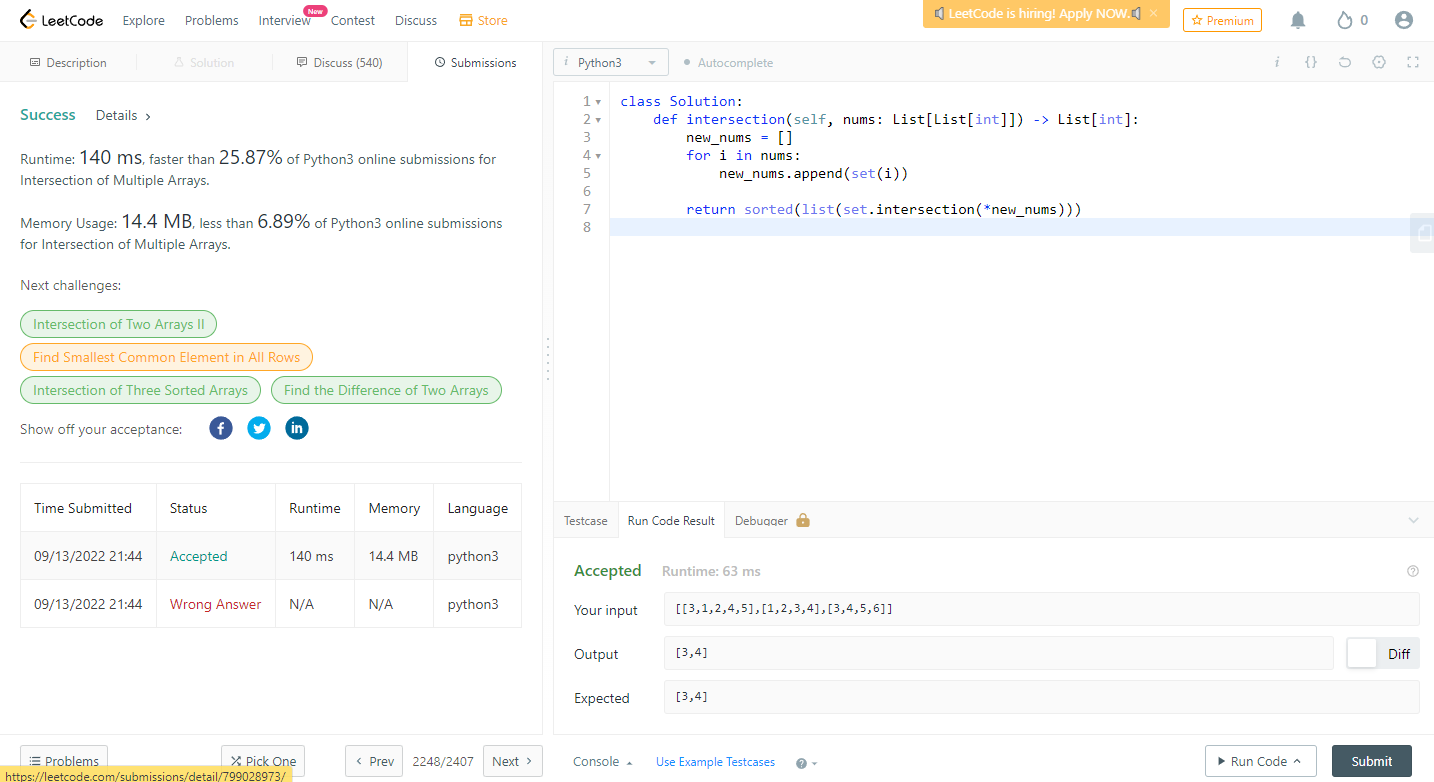 LeetCode Explore Problems Interview New Contest Discuss Store LeetCode is hiring! Apply NOW. × Premium 0
Description Solution Discuss (540) Submissions
i Python3 Autocomplete i {}
Success Details >
Runtime: 140 ms, faster than 25.87% of Python3 online submissions for
Intersection of Multiple Arrays.
Memory Usage: 14.4 MB, less than 6.89% of Python3 online submissions
for Intersection of Multiple Arrays.
Next challenges:
Intersection of Two Arrays II
Find Smallest Common Element in All Rows
Intersection of Three Sorted Arrays Find the Difference of Two Arrays
Show off your acceptance:
Time Submitted Status Runtime Memory Language
09/13/2022 21:44 Accepted 140 ms 14.4 MB python3
09/13/2022 21:44 Wrong Answer N/A N/A python3
1 class Solution:
2 def intersection(self, nums: List[List[int]]) -> List[int]:
3 new_nums = []
4 for i in nums:
5 new_nums.append(set(i))
6
7 return sorted(list(set.intersection(*new_nums)))
8
Testcase Run Code Result Debugger
Accepted Runtime: 63 ms
Your input [[3,1,2,4,5],[1,2,3,4],[3,4,5,6]]
Output [3,4] Diff
Expected [3,4]
Problems Pick One < Prev 2248/2407 Next > Console Use Example Testcases Run Code Submit
https://leetcode.com/submissions/detail/799028973/